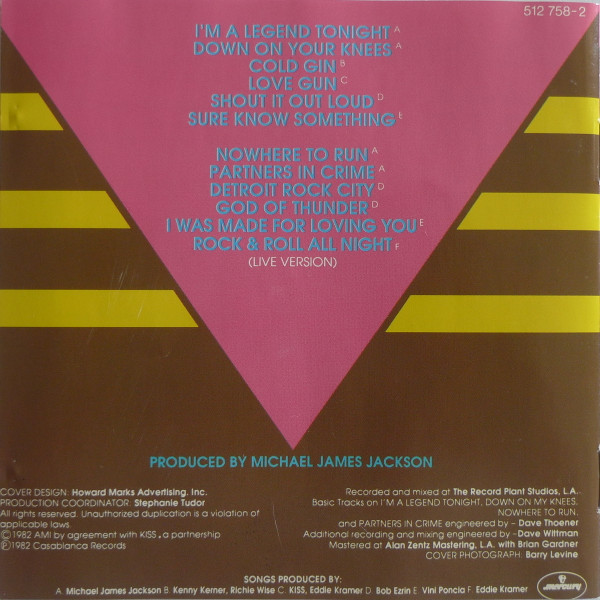 512 758-2
I'M A LEGEND TONIGHT A
DOWN ON YOUR KNEES A
COLD GIN B
LOVE GUN C
SHOUT IT OUT LOUD D
SURE KNOW SOMETHING E
NOWHERE TO RUN A
PARTNERS IN CRIME A
DETROIT ROCK CITY D
GOD OF THUNDER D
I WAS MADE FOR LOVING YOU E
ROCK & ROLL ALL NIGHT F
(LIVE VERSION)
PRODUCED BY MICHAEL JAMES JACKSON
COVER DESIGN: Howard Marks Advertising, Inc.
PRODUCTION COORDINATOR: Stephanie Tudor
All rights reserved. Unauthorized duplication is a violation of
applicable laws.
©1982 AMI by agreement with KISS, a partnership
℗1982 Casablanca Records
Recorded and mixed at The Record Plant Studios, L.A..
Basic Tracks on I'M A LEGEND TONIGHT, DOWN ON MY KNEES,
NOWHERE TO RUN,
and PARTNERS IN CRIME engineered by – Dave Thoener
Additional recording and mixing engineered by –Dave Wittman
Mastered at Alan Zentz Mastering, L.A. with Brian Gardner
COVER PHOTOGRAPH: Barry Levine
SONGS PRODUCED BY:
A. Michael James Jackson B. Kenny Kerner, Richie Wise C. KISS, Eddie Kramer D. Bob Ezrin E. Vini Poncia F. Eddie Kramer
mercury